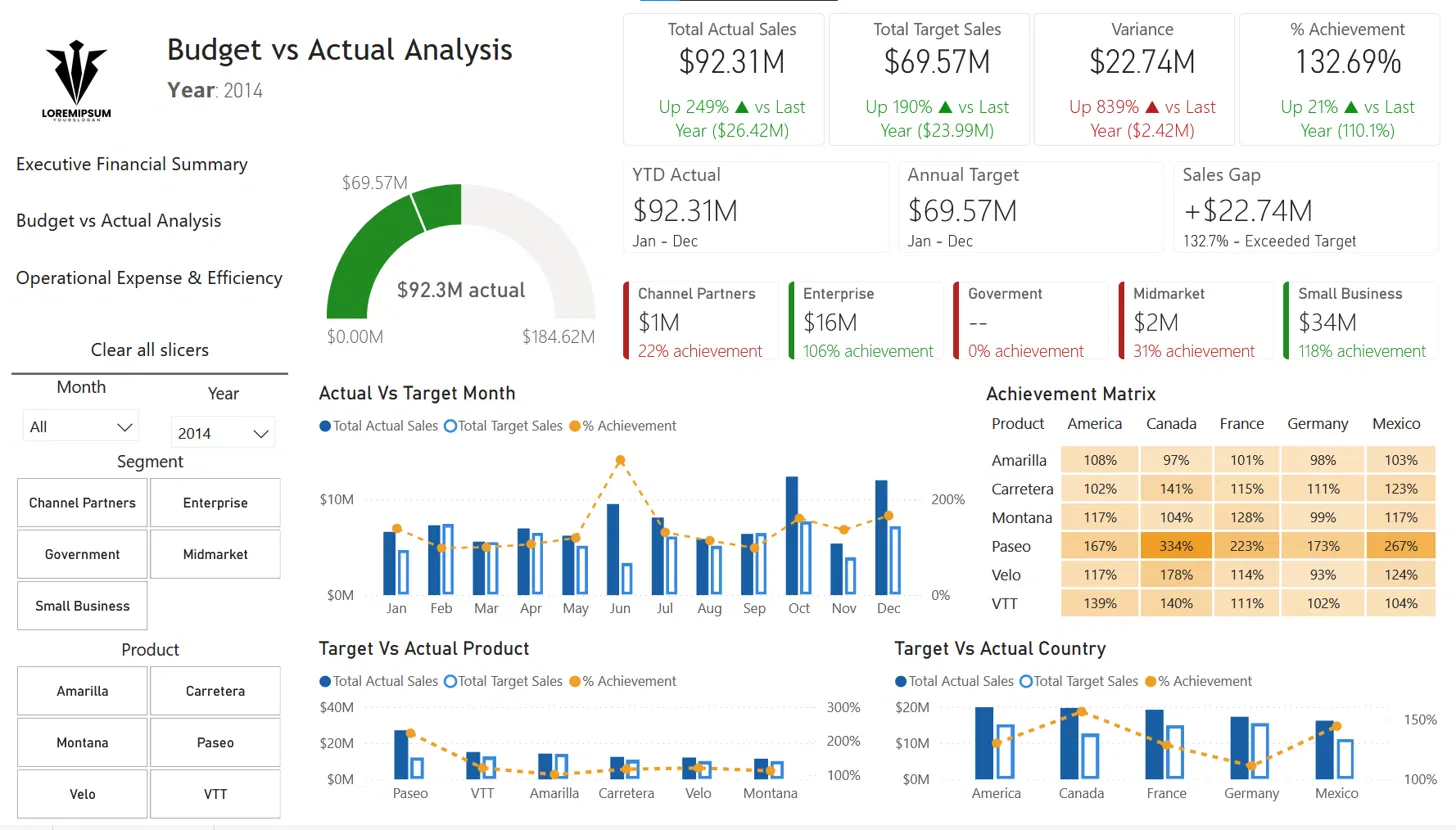 LOREMIPSUM
YOURSLOGAN
Budget vs Actual Analysis
Year: 2014
Executive Financial Summary
Budget vs Actual Analysis
Operational Expense & Efficiency
Clear all slicers
Month
Year
All
2014
Segment
Channel Partners
Enterprise
Government
Midmarket
Small Business
Product
Amarilla
Carretera
Montana
Paseo
Velo
VTT
Total Actual Sales
$92.31M
Up 249% ▲ vs Last
Year ($26.42M)
Total Target Sales
$69.57M
Up 190% ▲ vs Last
Year ($23.99M)
Variance
$22.74M
Up 839% ▲ vs Last
Year ($2.42M)
% Achievement
132.69%
Up 21% ▲ vs Last
Year (110.1%)
$69.57M
$92.3M actual
$0.00M
$184.62M
YTD Actual
$92.31M
Jan - Dec
Annual Target
$69.57M
Jan - Dec
Sales Gap
+$22.74M
132.7% - Exceeded Target
Channel Partners
$1M
22% achievement
Enterprise
$16M
106% achievement
Goverment
--
0% achievement
Midmarket
$2M
31% achievement
Small Business
$34M
118% achievement
Actual Vs Target Month
Total Actual Sales Total Target Sales % Achievement
$10M
$0M
200%
0%
Jan Feb Mar Apr May Jun Jul Aug Sep Oct Nov Dec
Achievement Matrix
Product America Canada France Germany Mexico
Amarilla 108% 97% 101% 98% 103%
Carretera 102% 141% 115% 111% 123%
Montana 117% 104% 128% 99% 117%
Paseo 167% 334% 223% 173% 267%
Velo 117% 178% 114% 93% 124%
VTT 139% 140% 111% 102% 104%
Target Vs Actual Product
Total Actual Sales Total Target Sales % Achievement
$40M
$20M
$0M
300%
200%
100%
Paseo VTT Amarilla Carretera Velo Montana
Target Vs Actual Country
Total Actual Sales Total Target Sales % Achievement
$20M
$10M
$0M
150%
100%
America Canada France Germany Mexico